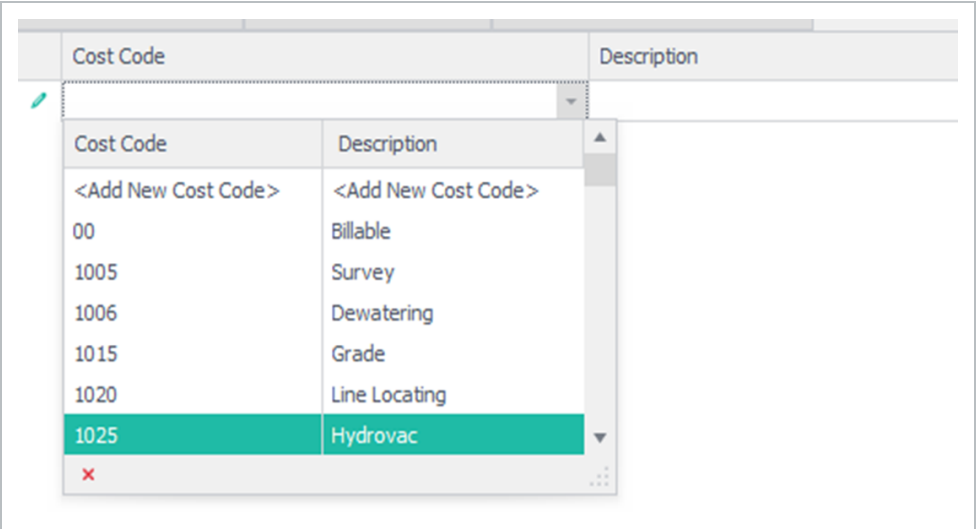 Cost Code Description
Cost Code Description
<Add New Cost Code> <Add New Cost Code>
00 Billable
1005 Survey
1006 Dewatering
1015 Grade
1020 Line Locating
1025 Hydrovac